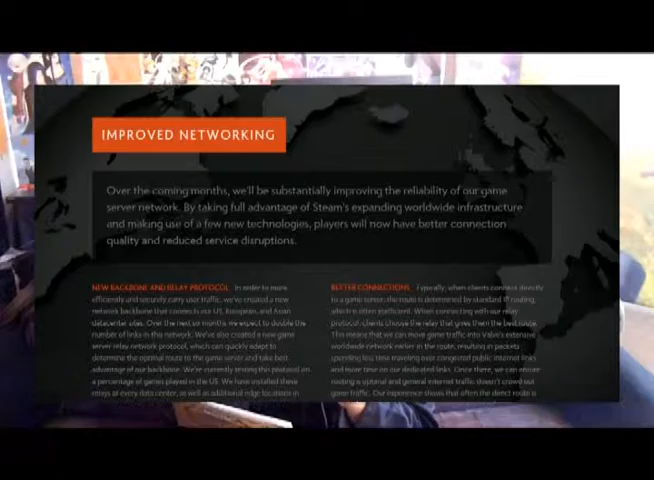 IMPROVED NETWORKING
Over the coming months, we'll be substantially improving the reliability of our game
server network. By taking full advantage of Steam's expanding worldwide infrastructure
and making use of a few new technologies, players will now have better connection
quality and reduced service disruptions.
NEW BACKBONE AND RELAY PROTOCOL In order to more
efficiently and securely carry user traffic, we've created a new
network backbone that connects our US, European, and Asian
datacenter sites. Over the next six months we expect to double the
number of links in this network. We've also created a new game
server relay network protocol, which can quickly adapt to
determine the optimal route to the game server and take best
advantage of our backbone. We're currently testing this protocol on
a percentage of games played in the US. We have installed these
relays at every data center, as well as additional edge locations in
BETTER CONNECTIONS Typically, when clients connect directly
to a game server, the route is determined by standard IP routing,
which is often inefficient. When connecting with our relay
protocol, clients choose the relay that gives them the best route.
This means that we can move game traffic into Valve's extensive
worldwide network earlier in the route, resulting in packets
spending less time traveling over congested public internet links
and more time on our dedicated links. Once there, we can ensure
routing is optimal and general internet traffic doesn't crowd out
game traffic. Our experience shows that often the direct route is